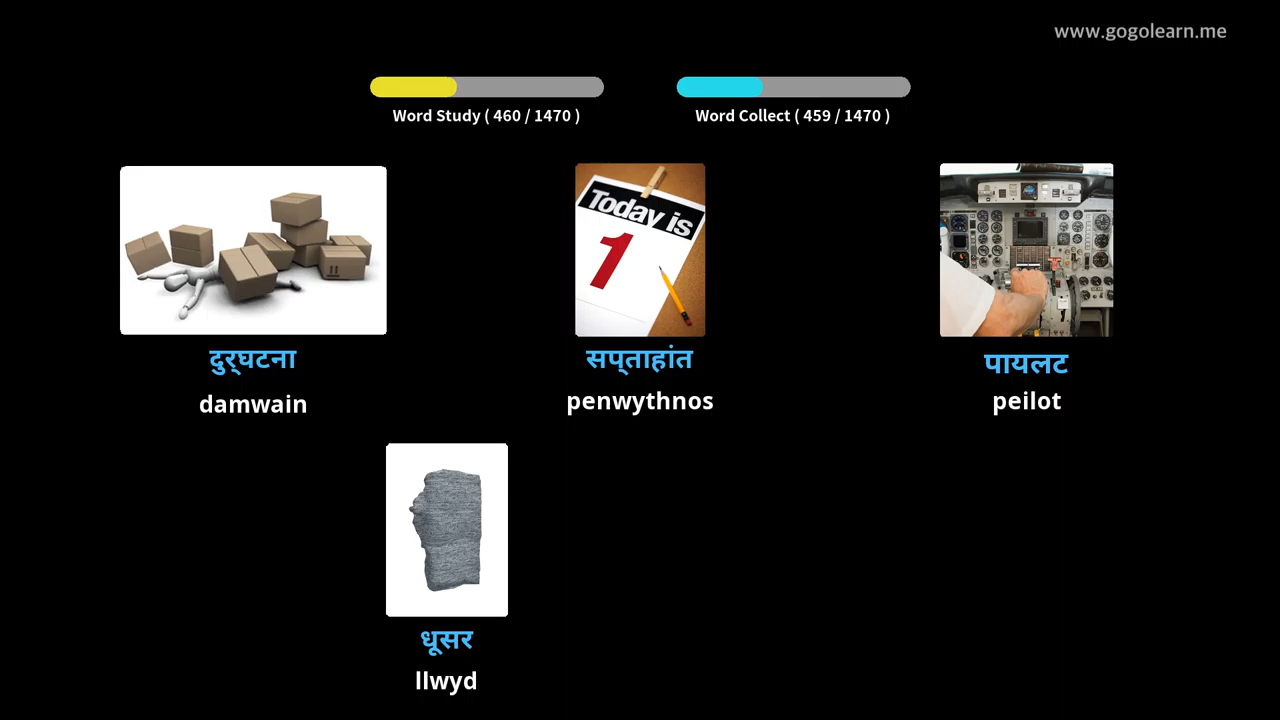 www.gogolearn.me
Word Study ( 460 / 1470 )
Word Collect ( 459 / 1470 )
Today is
1
दुर्घटना
सप्ताहांत
पायलट
damwain
penwythnos
peilot
धूसर
llwyd